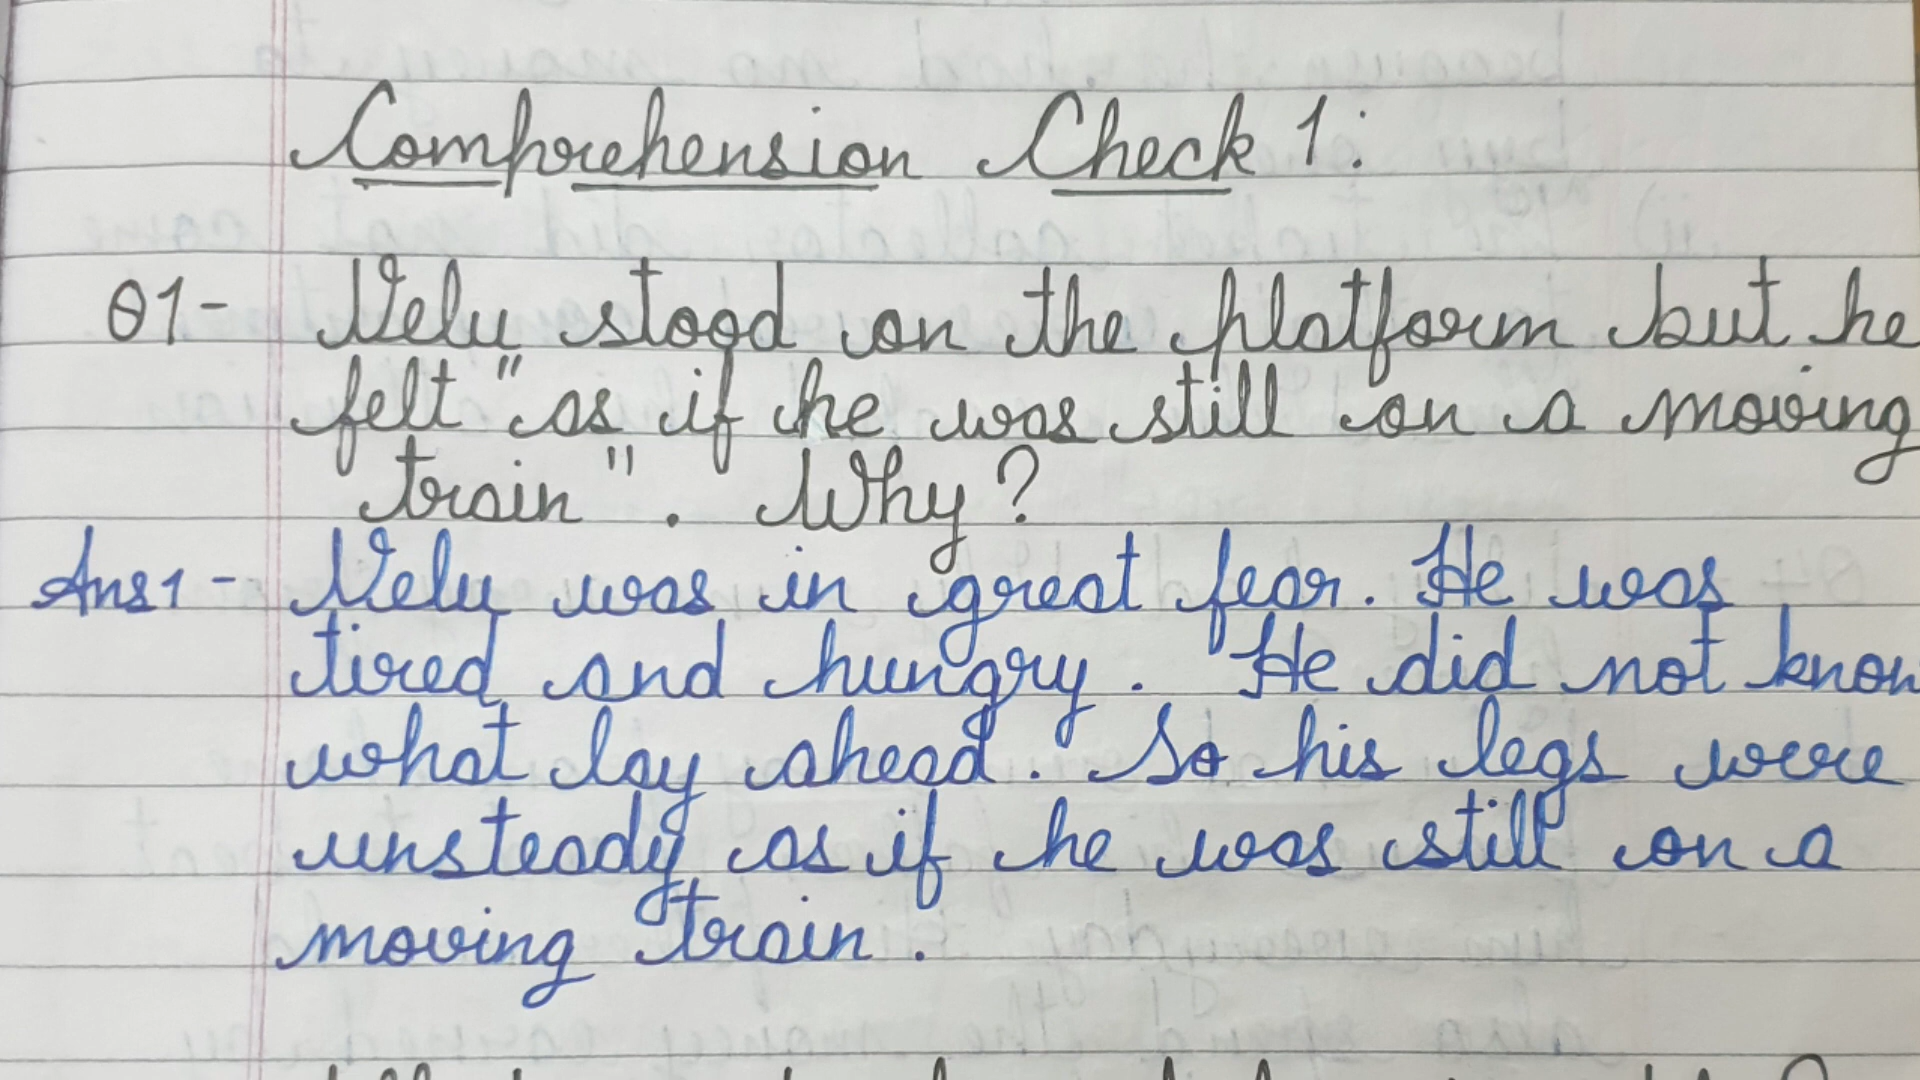 Comprehension Check 1:
Q1- Velu stood on the platform but he
felt "as if he was still on a moving
train". Why?
Ans1- Velu was in great fear. He was
tired and hungry. He did not know
what lay ahead. So his legs were
unsteady as if he was still on a
moving train.